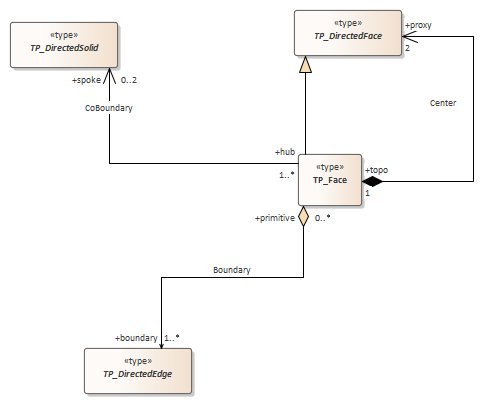 «type»
TP_DirectedSolid
«type»
TP_DirectedFace
+proxy
2
+spoke
0..2
CoBoundary
Center
+hub
1..*
«type»
TP_Face
+topo
1
+primitive
0..*
Boundary
+boundary
1..*
«type»
TP_DirectedEdge